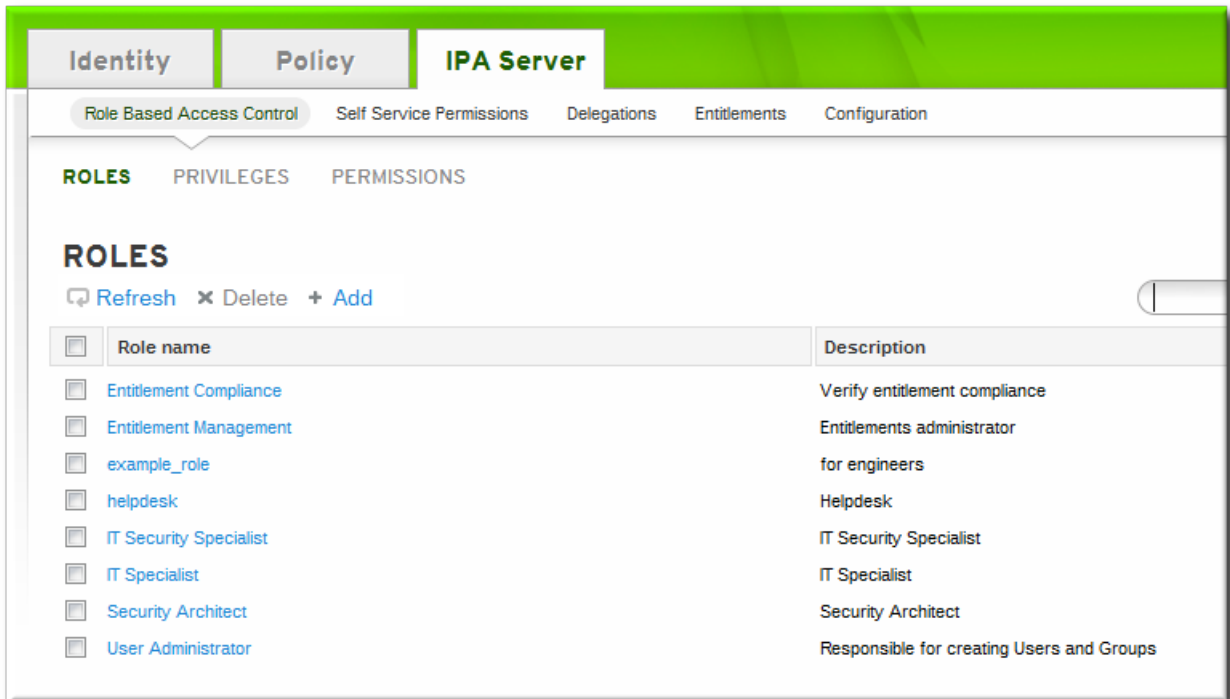 Identity Policy IPA Server
Role Based Access Control Self Service Permissions Delegations Entitlements Configuration
ROLES PRIVILEGES PERMISSIONS
ROLES
Refresh Delete + Add
Role name Description
Entitlement Compliance Verify entitlement compliance
Entitlement Management Entitlements administrator
example_role for engineers
helpdesk Helpdesk
IT Security Specialist IT Security Specialist
IT Specialist IT Specialist
Security Architect Security Architect
User Administrator Responsible for creating Users and Groups